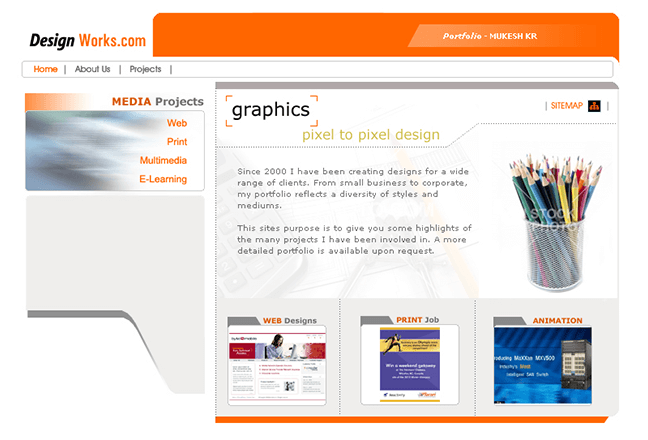 Design Works.com
Portfolio - MUKESH KR
Home | About Us | Projects |
MEDIA Projects
Web
Print
Multimedia
E-Learning
graphics
| SITEMAP |
pixel to pixel design
Since 2000 I have been creating designs for a wide
range of clients. From small business to corporate,
my portfolio reflects a diversity of styles and
mediums.
This sites purpose is to give you some highlights of
the many projects I have been involved in. A more
detailed portfolio is available upon request.
STOCK
PHOTO
WEB Designs
PRINT Job
ANIMATION
Win a weekend getaway
Introducing MaXXan MXV500
Industry's
Intelligent SAN Switch